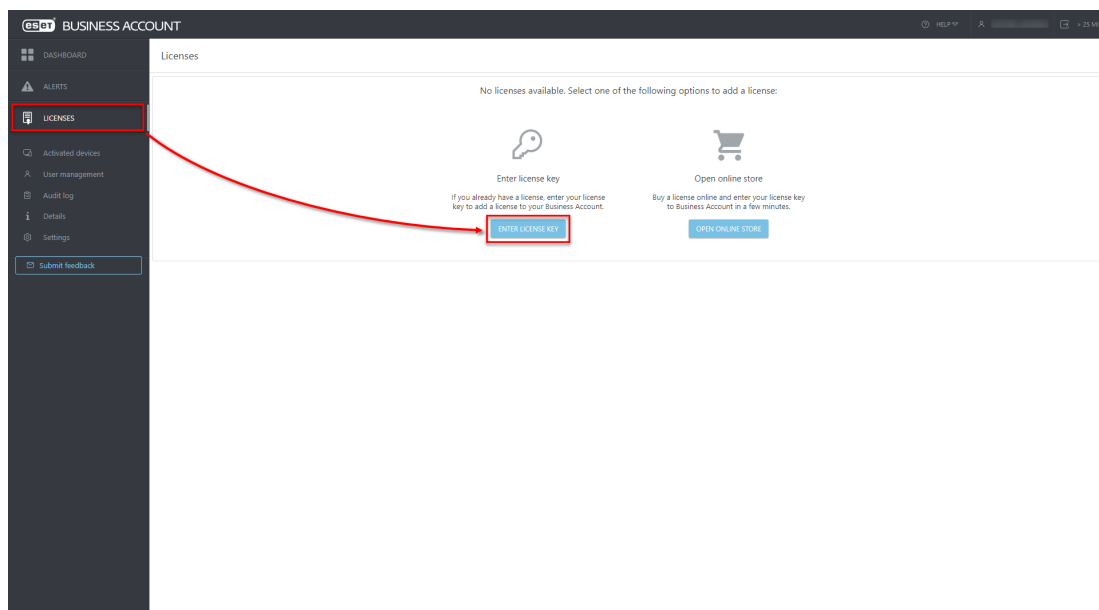 eset BUSINESS ACCOUNT
HELP
> 25 MI
DASHBOARD
ALERTS
LICENSES
Activated devices
User management
Audit log
Details
Settings
Submit feedback
Licenses
No licenses available. Select one of the following options to add a license:
Enter license key
If you already have a license, enter your license
key to add a license to your Business Account.
ENTER LICENSE KEY
Open online store
Buy a license online and enter your license key
to Business Account in a few minutes.
OPEN ONLINE STORE